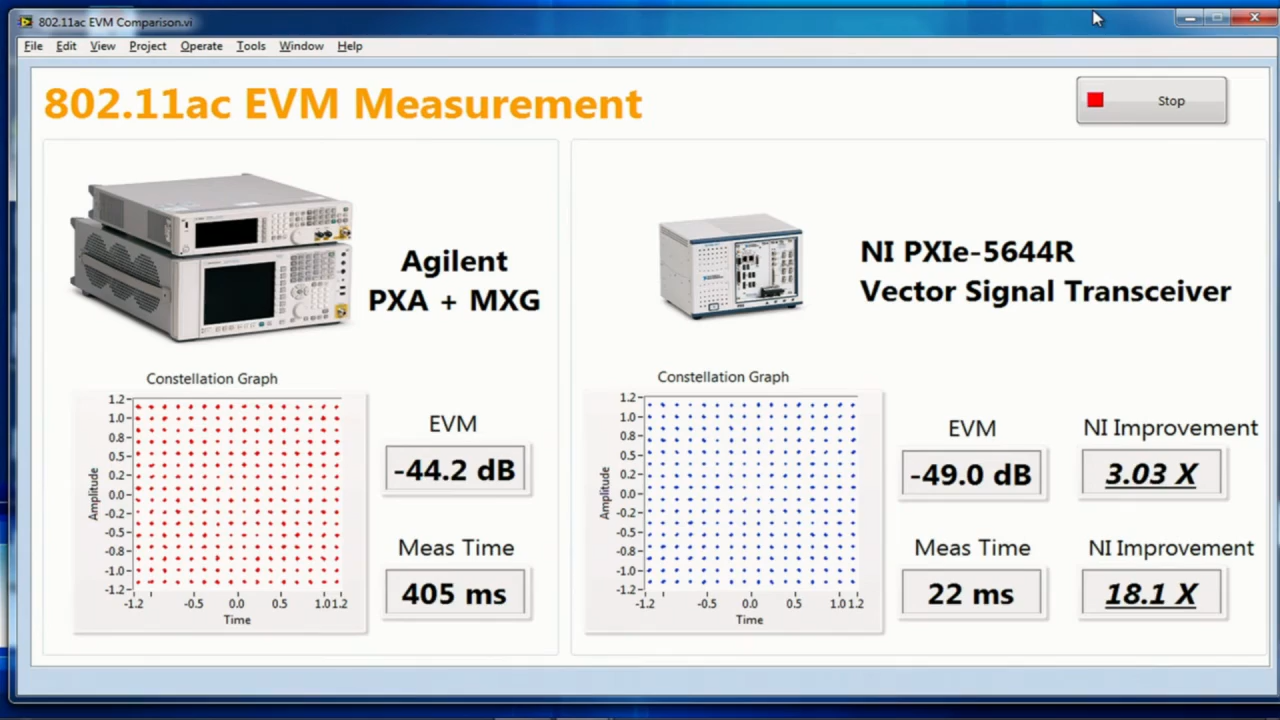 802.11ac EVM Comparison.vi
File Edit View Project Operate Tools Window Help
802.11ac EVM Measurement
Stop
Agilent
PXA + MXG
Constellation Graph
1.2
1.0
0.8
0.5
0.2
0.0
-0.2
-0.5
-0.8
-1.0
-1.2
Amplitude
-1.2 -0.5 0.0 0.5 1.0 1.2
Time
EVM
-44.2 dB
Meas Time
405 ms
NI PXIe-5644R
Vector Signal Transceiver
Constellation Graph
1.2
1.0
0.8
0.5
0.2
0.0
-0.2
-0.5
-0.8
-1.0
-1.2
Amplitude
-1.2 -0.5 0.0 0.5 1.0 1.2
Time
EVM
-49.0 dB
NI Improvement
3.03 X
Meas Time
22 ms
NI Improvement
18.1 X